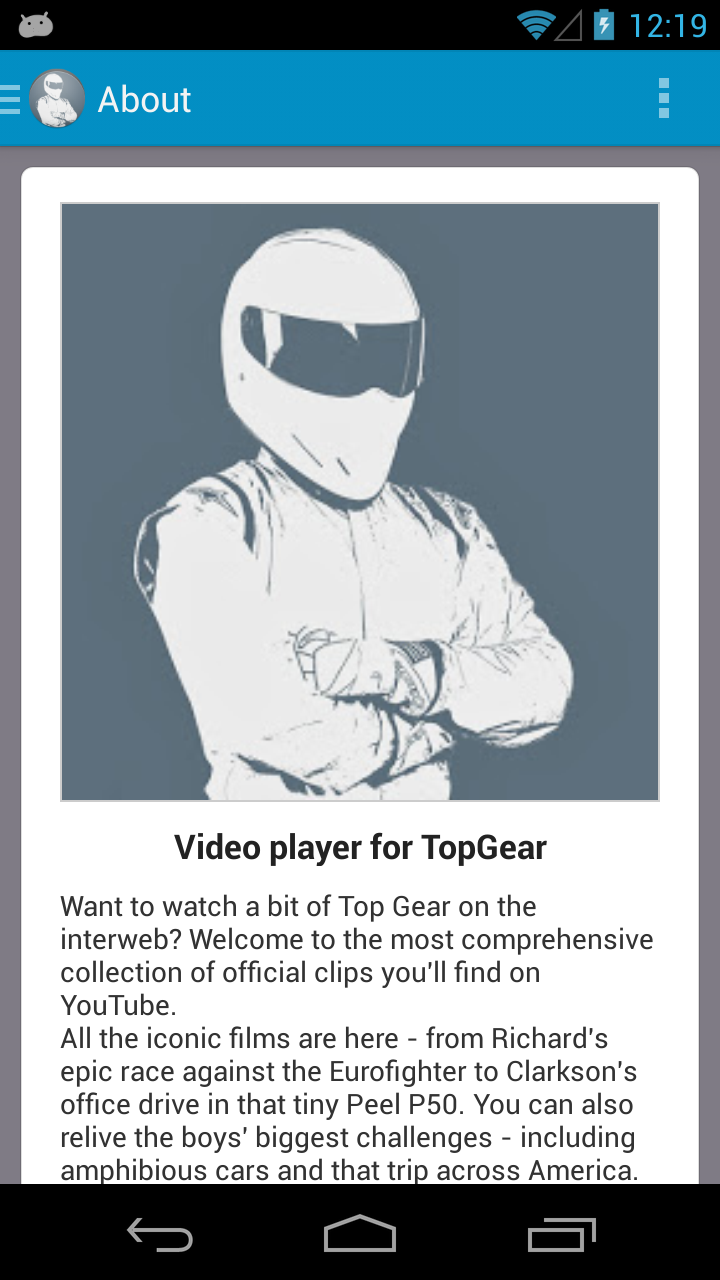 12:19
About
Video player for TopGear
Want to watch a bit of Top Gear on the
interweb? Welcome to the most comprehensive
collection of official clips you'll find on
YouTube.
All the iconic films are here - from Richard's
epic race against the Eurofighter to Clarkson's
office drive in that tiny Peel P50. You can also
relive the boys' biggest challenges - including
amphibious cars and that trip across America.